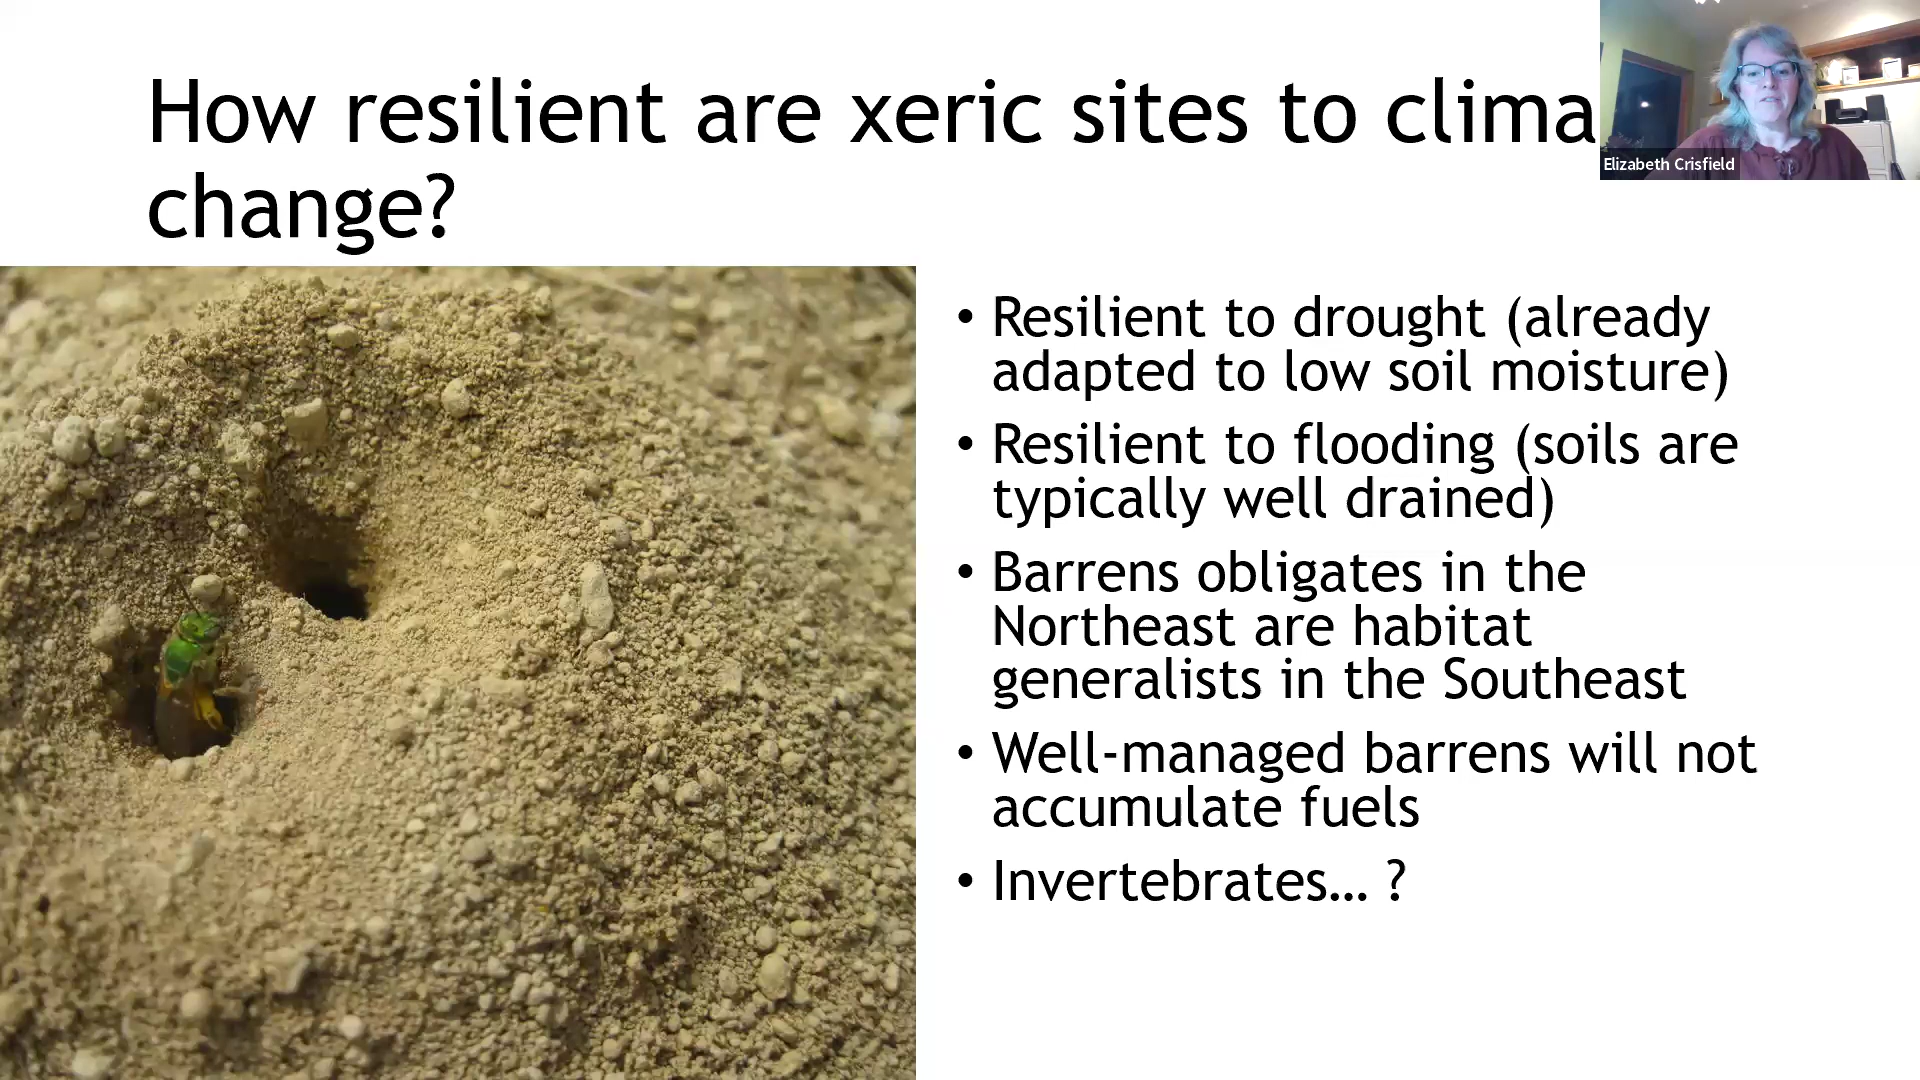 How resilient are xeric sites to clima
change?
Elizabeth Crisfield
• Resilient to drought (already
adapted to low soil moisture)
• Resilient to flooding (soils are
typically well drained)
• Barrens obligates in the
Northeast are habitat
generalists in the Southeast
• Well-managed barrens will not
accumulate fuels
• Invertebrates… ?